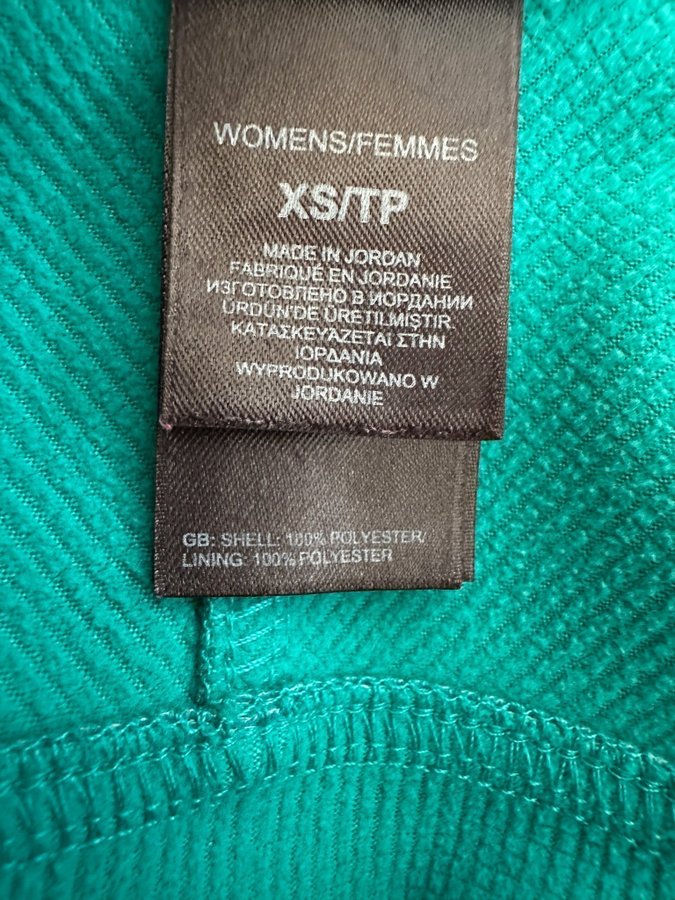 WOMENS/FEMMES
XS/TP
MADE IN JORDAN
FABRIQUÉ EN JORDANIE
ИЗГОТОВЛЕНО В ИОРДАНИИ
ÜRDÜN'DE ÜRETILMIŞTIR.
ΚΑΤΑΣΚΕΥΑΖΕΤΑΙ ΣΤΗΝ
ΙΟΡΔΑΝΙΑ
WYPRODUKOWANO W
JORDANIE
GB: SHELL: 100% POLYESTER/
LINING: 100% POLYESTER